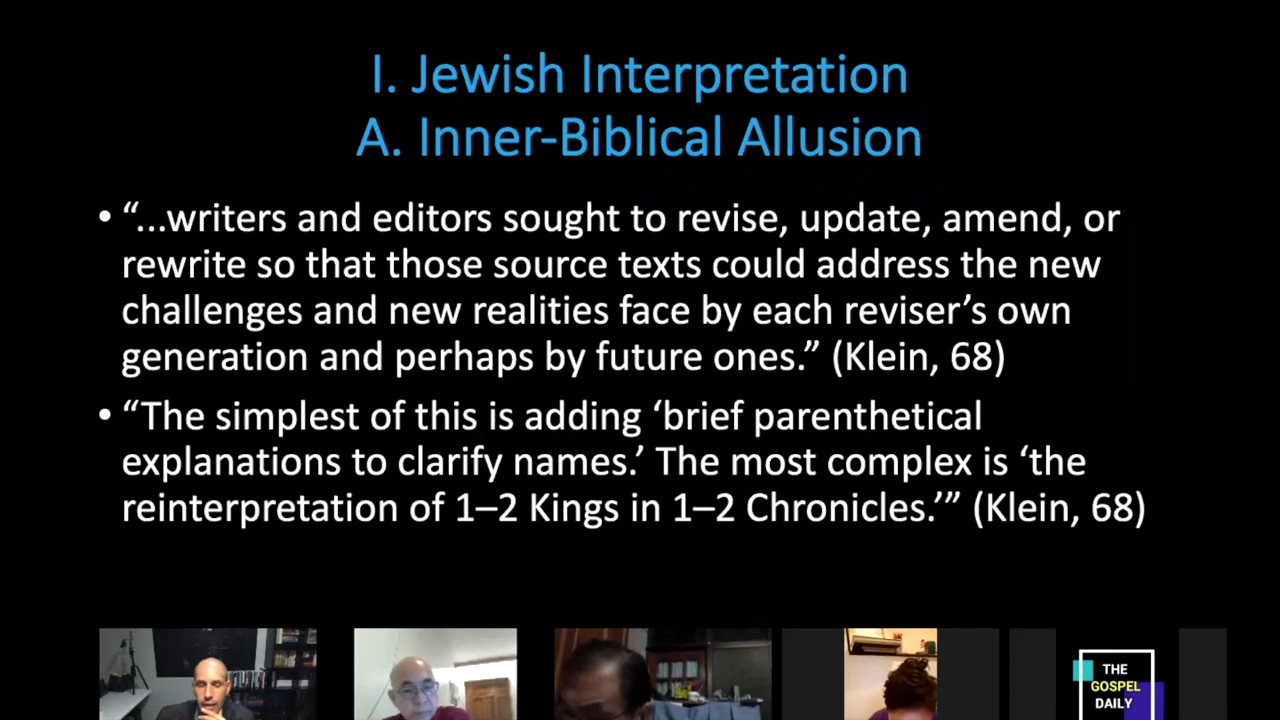 I. Jewish Interpretation
A. Inner-Biblical Allusion
• “...writers and editors sought to revise, update, amend, or
rewrite so that those source texts could address the new
challenges and new realities face by each reviser’s own
generation and perhaps by future ones.” (Klein, 68)
• “The simplest of this is adding ‘brief parenthetical
explanations to clarify names.’ The most complex is ‘the
reinterpretation of 1–2 Kings in 1–2 Chronicles.’” (Klein, 68)
THE
GOSPEL
DAILY